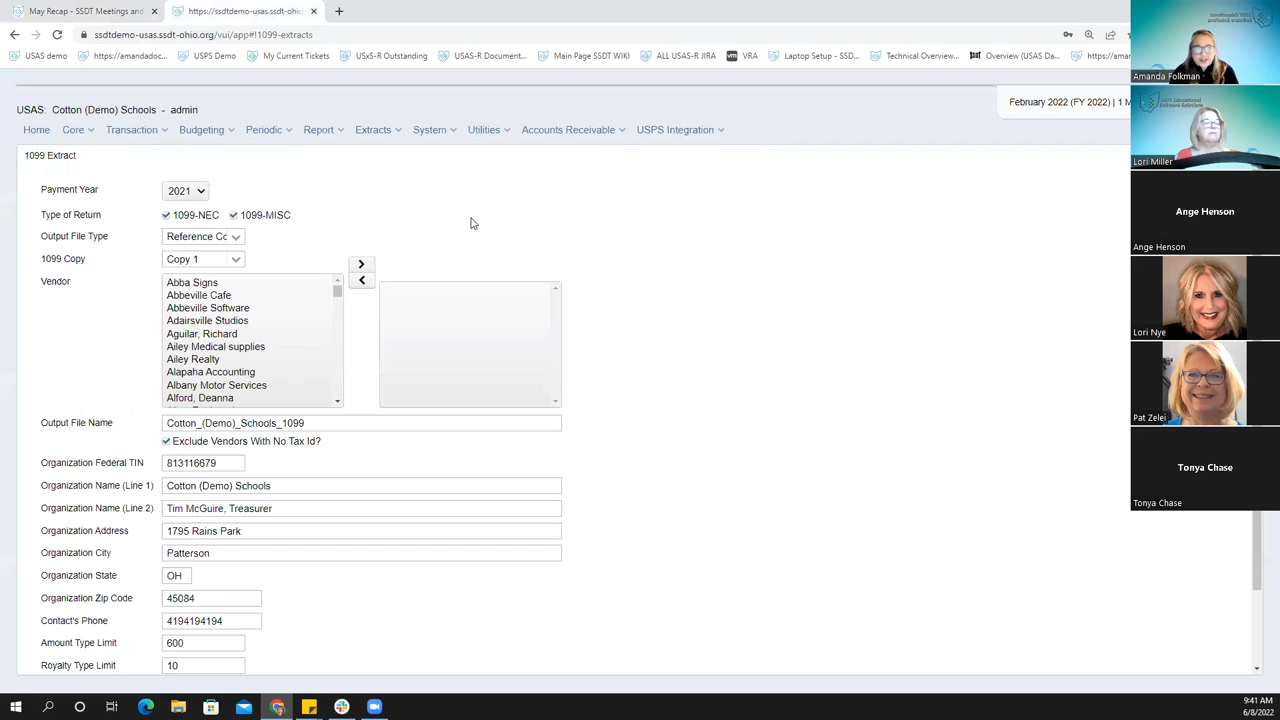 May Recap - SSDT Meetings and
https://ssdtdemo-usas.ssdt-ohio
ssdtdemo-usas.ssdt-ohio.org/vui/app#!1099-extracts
USAS demo
https://amandadoc...
USPS Demo
My Current Tickets
USxS-R Outstanding...
USAS-R Document...
Main Page SSDT WIKI
ALL USAS-R JIRA
vm VRA
Laptop Setup - SSD...
Technical Overview...
Overview (USAS Da...
https://aman
USAS: Cotton (Demo) Schools - admin
February 2022 (FY 2022) | 1 M
Home Core Transaction Budgeting Periodic Report Extracts System Utilities Accounts Receivable USPS Integration
1099 Extract
Payment Year 2021
Type of Return 1099-NEC 1099-MISC
Output File Type Reference Cc
1099 Copy Copy 1
>
<
Vendor
Abba Signs
Abbeville Cafe
Abbeville Software
Adairsville Studios
Aguilar, Richard
Ailey Medical supplies
Ailey Realty
Alapaha Accounting
Albany Motor Services
Alford, Deanna
Output File Name Cotton_(Demo)_Schools_1099
Exclude Vendors With No Tax Id?
Organization Federal TIN 813116679
Organization Name (Line 1) Cotton (Demo) Schools
Organization Name (Line 2) Tim McGuire, Treasurer
Organization Address 1795 Rains Park
Organization City Patterson
Organization State OH
Organization Zip Code 45084
Contact's Phone 4194194194
Amount Type Limit 600
Royalty Type Limit 10
Amanda Folkman
Lori Miller
Ange Henson
Ange Henson
Lori Nye
Pat Zelei
Tonya Chase
Tonya Chase
9:41 AM
6/8/2022